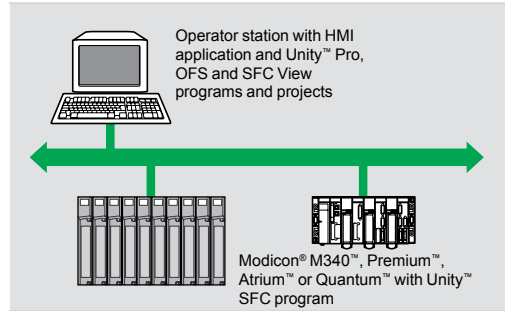 Operator station with HMI
application and Unity™ Pro,
OFS and SFC View
programs and projects
Modicon® M340™, Premium™,
Atrium™ or Quantum™ with Unity™
SFC program